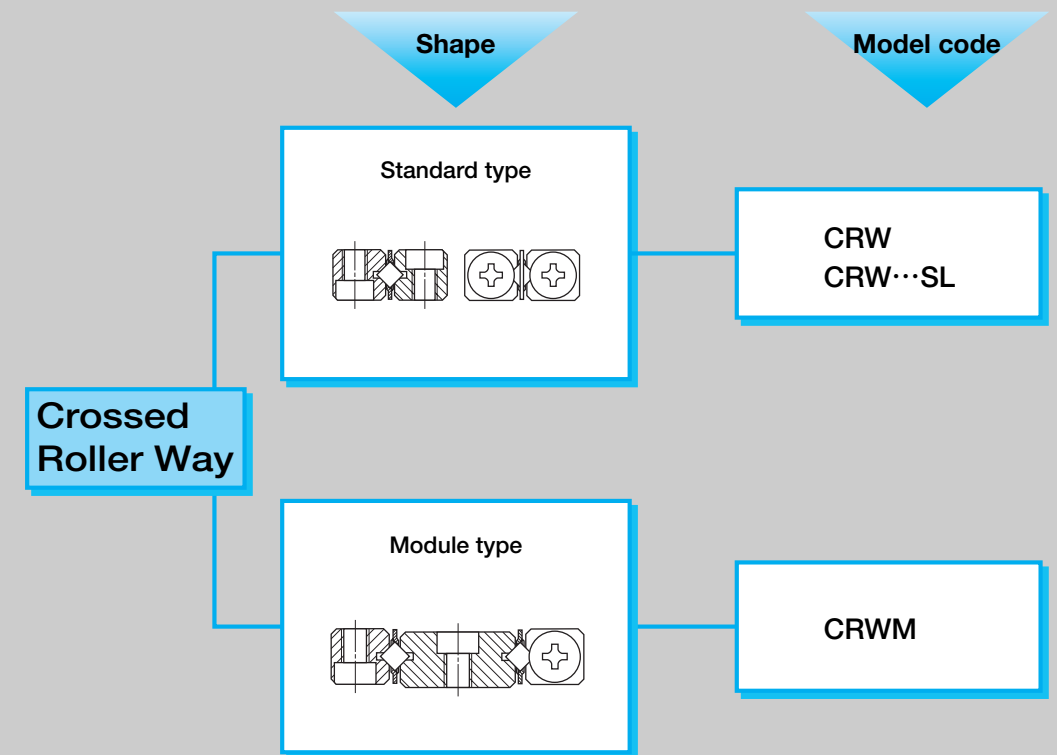 Shape
Model code
Standard type
CRW
CRW⋯SL
Crossed
Roller Way
Module type
CRWM